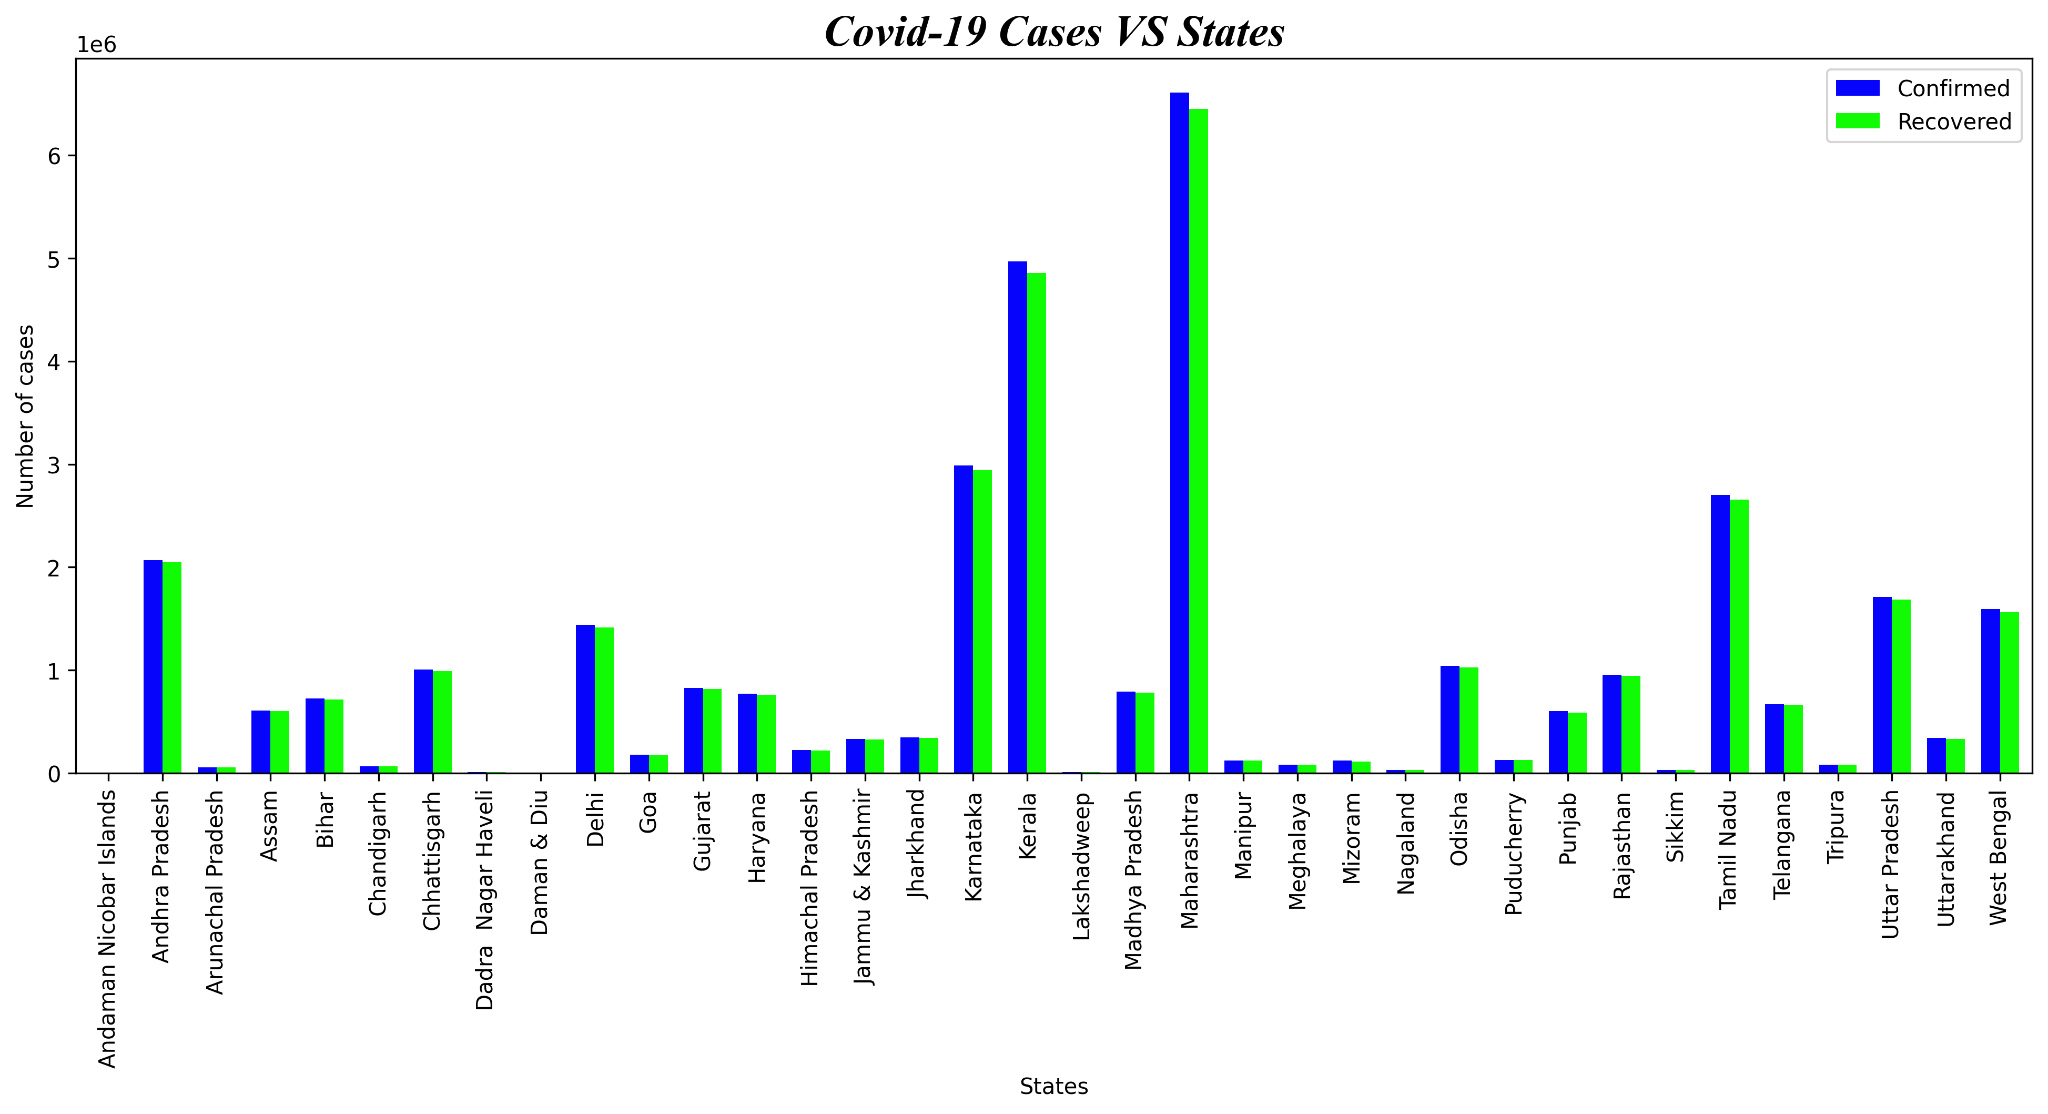 Covid-19 Cases VS States
1e6
Confirmed
Recovered
6
5
4
3
2
1
0
Number of cases
Andaman Nicobar Islands
Andhra Pradesh
Arunachal Pradesh
Assam
Bihar
Chandigarh
Chhattisgarh
Dadra  Nagar Haveli
Daman & Diu
Delhi
Goa
Gujarat
Haryana
Himachal Pradesh
Jammu & Kashmir
Jharkhand
Karnataka
Kerala
Lakshadweep
Madhya Pradesh
Maharashtra
Manipur
Meghalaya
Mizoram
Nagaland
Odisha
Puducherry
Punjab
Rajasthan
Sikkim
Tamil Nadu
Telangana
Tripura
Uttar Pradesh
Uttarakhand
West Bengal
States